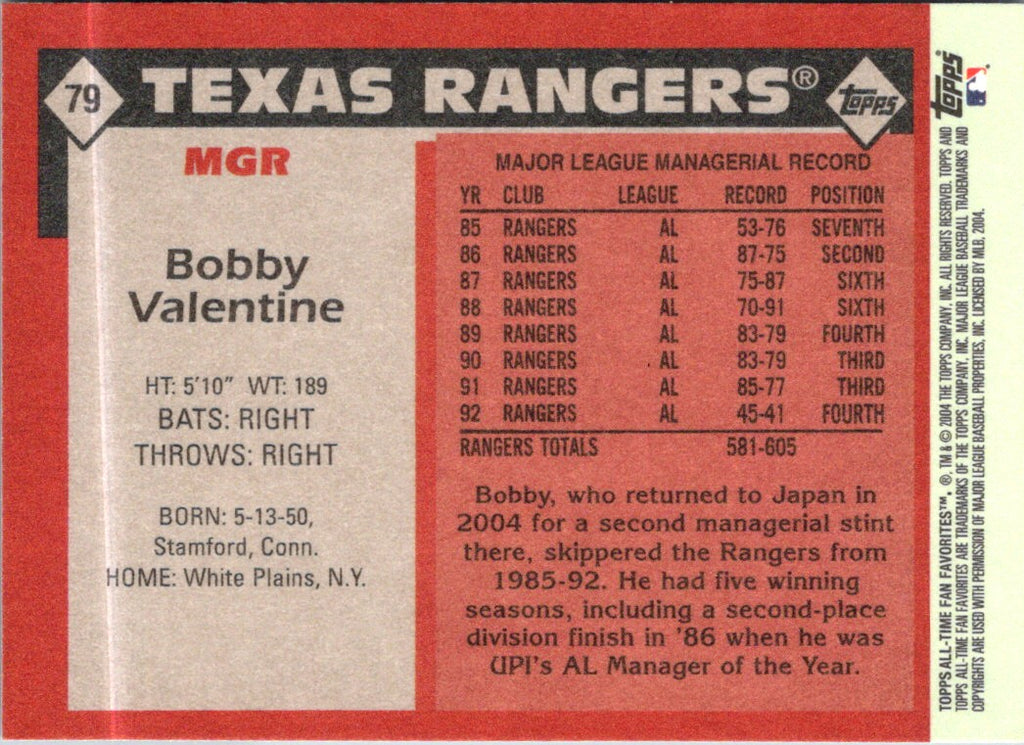 79
TEXAS RANGERS®
Topps
MGR
Bobby
Valentine
HT: 5'10" WT: 189
BATS: RIGHT
THROWS: RIGHT
BORN: 5-13-50,
Stamford, Conn.
HOME: White Plains, N.Y.
MAJOR LEAGUE MANAGERIAL RECORD
YR CLUB LEAGUE RECORD POSITION
85 RANGERS AL 53-76 SEVENTH
86 RANGERS AL 87-75 SECOND
87 RANGERS AL 75-87 SIXTH
88 RANGERS AL 70-91 SIXTH
89 RANGERS AL 83-79 FOURTH
90 RANGERS AL 83-79 THIRD
91 RANGERS AL 85-77 THIRD
92 RANGERS AL 45-41 FOURTH
RANGERS TOTALS 581-605
Bobby, who returned to Japan in
2004 for a second managerial stint
there, skippered the Rangers from
1985-92. He had five winning
seasons, including a second-place
division finish in '86 when he was
UPI's AL Manager of the Year.
Topps
TOPPS ALL-TIME FAN FAVORITES™. ®, TM & © 2004 THE TOPPS COMPANY, INC. ALL RIGHTS RESERVED. TOPPS AND
TOPPS ALL-TIME FAN FAVORITES ARE TRADEMARKS OF THE TOPPS COMPANY, INC. MAJOR LEAGUE BASEBALL TRADEMARKS AND
COPYRIGHTS ARE USED WITH PERMISSION OF MAJOR LEAGUE BASEBALL PROPERTIES, INC. LICENSED BY MLB, 2004.